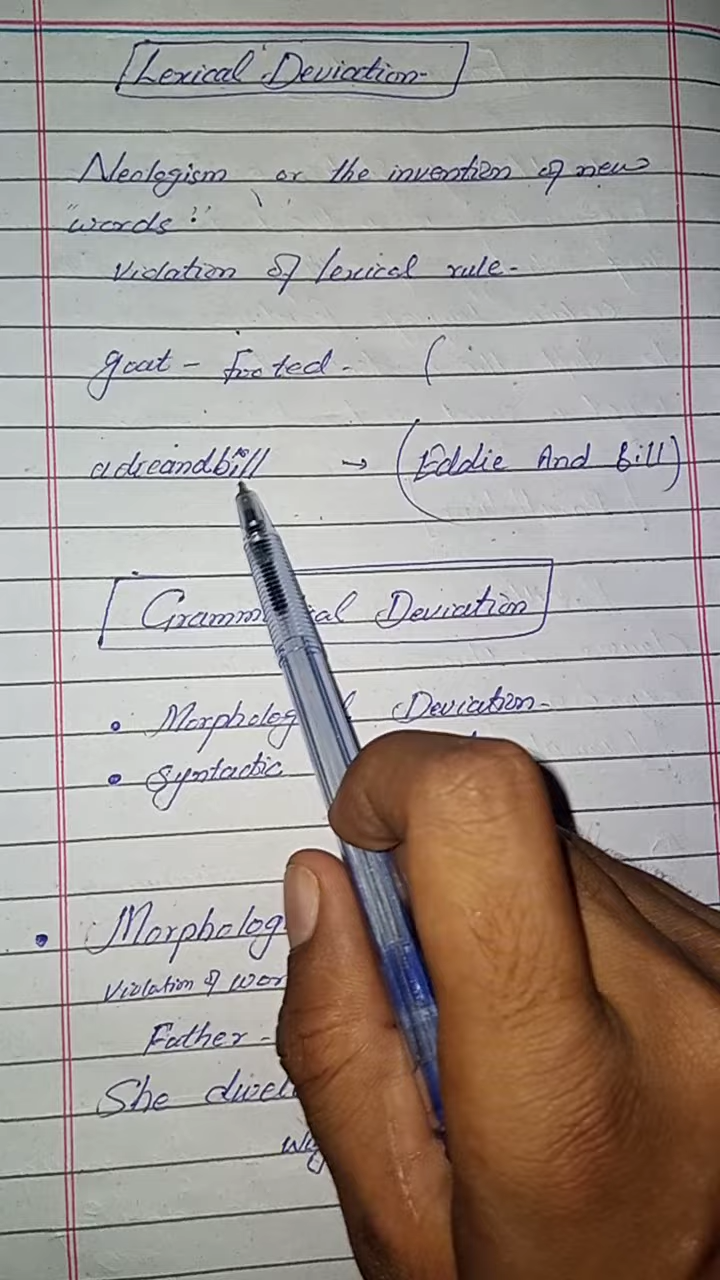 Lexical Deviation-
Neologism or the invention of new
"words"
Violation of lexical rule-
goat - footed. (
→ (Eddie And Bill)
Grammatical Deviation
• Morphological Deviation-
• Syntactic
• Morpholog
Violation of wor
Father -
She dwel